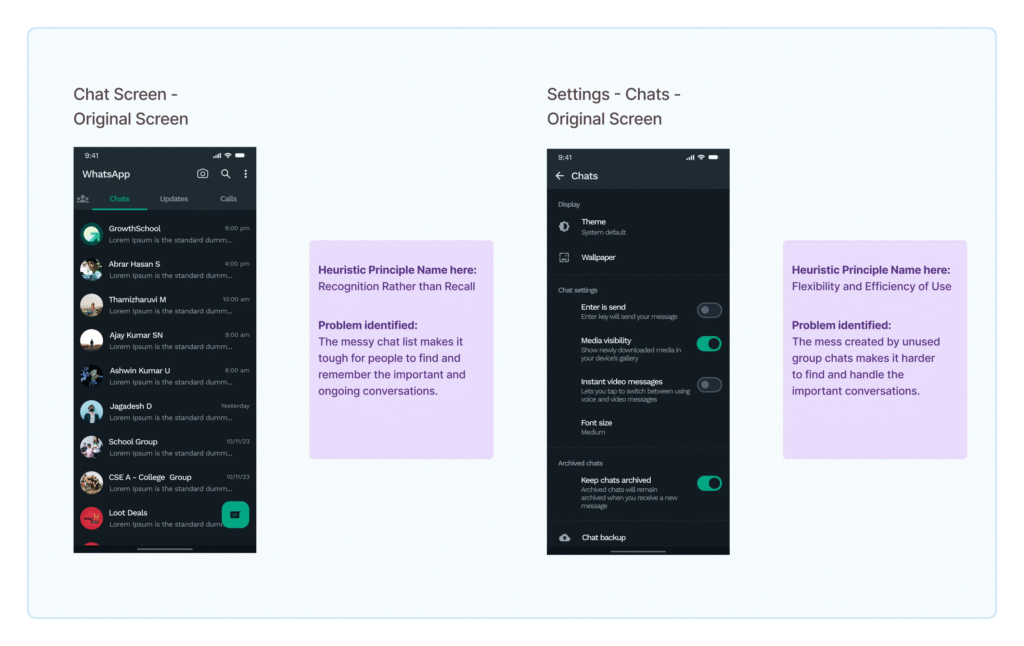 Chat Screen -
Original Screen
9:41
WhatsApp
Chats
Updates
Calls
GrowthSchool
9:00 pm
Lorem Ipsum is the standard dumm...
Abrar Hasan S
4:00 pm
Lorem Ipsum is the standard dumm...
Thamizharuvi M
10:00 am
Lorem Ipsum is the standard dumm...
Ajay Kumar SN
9:00 am
Lorem Ipsum is the standard dumm...
Ashwin Kumar U
8:00 am
Lorem Ipsum is the standard dumm...
Jagadesh D
Yesterday
Lorem Ipsum is the standard dumm...
School Group
10/11/23
Lorem Ipsum is the standard dumm...
CSE A - College Group
10/11/23
Lorem Ipsum is the standard dumm...
Loot Deals
Lorem Ipsum is the standard dum
Heuristic Principle Name here:
Recognition Rather than Recall
Problem identified:
The messy chat list makes it
tough for people to find and
remember the important and
ongoing conversations.
Settings - Chats -
Original Screen
9:41
Chats
Display
Theme
System default
Wallpaper
Chat settings
Enter is send
Enter key will send your message
Media visibility
Show newly downloaded media in
your device's gallery
Instant video messages
Lets you tap to switch between using
voice and video messages
Font size
Medium
Archived chats
Keep chats archived
Archived chats will remain
archived when you receive a new
message
Chat backup
Heuristic Principle Name here:
Flexibility and Efficiency of Use
Problem identified:
The mess created by unused
group chats makes it harder
to find and handle the
important conversations.